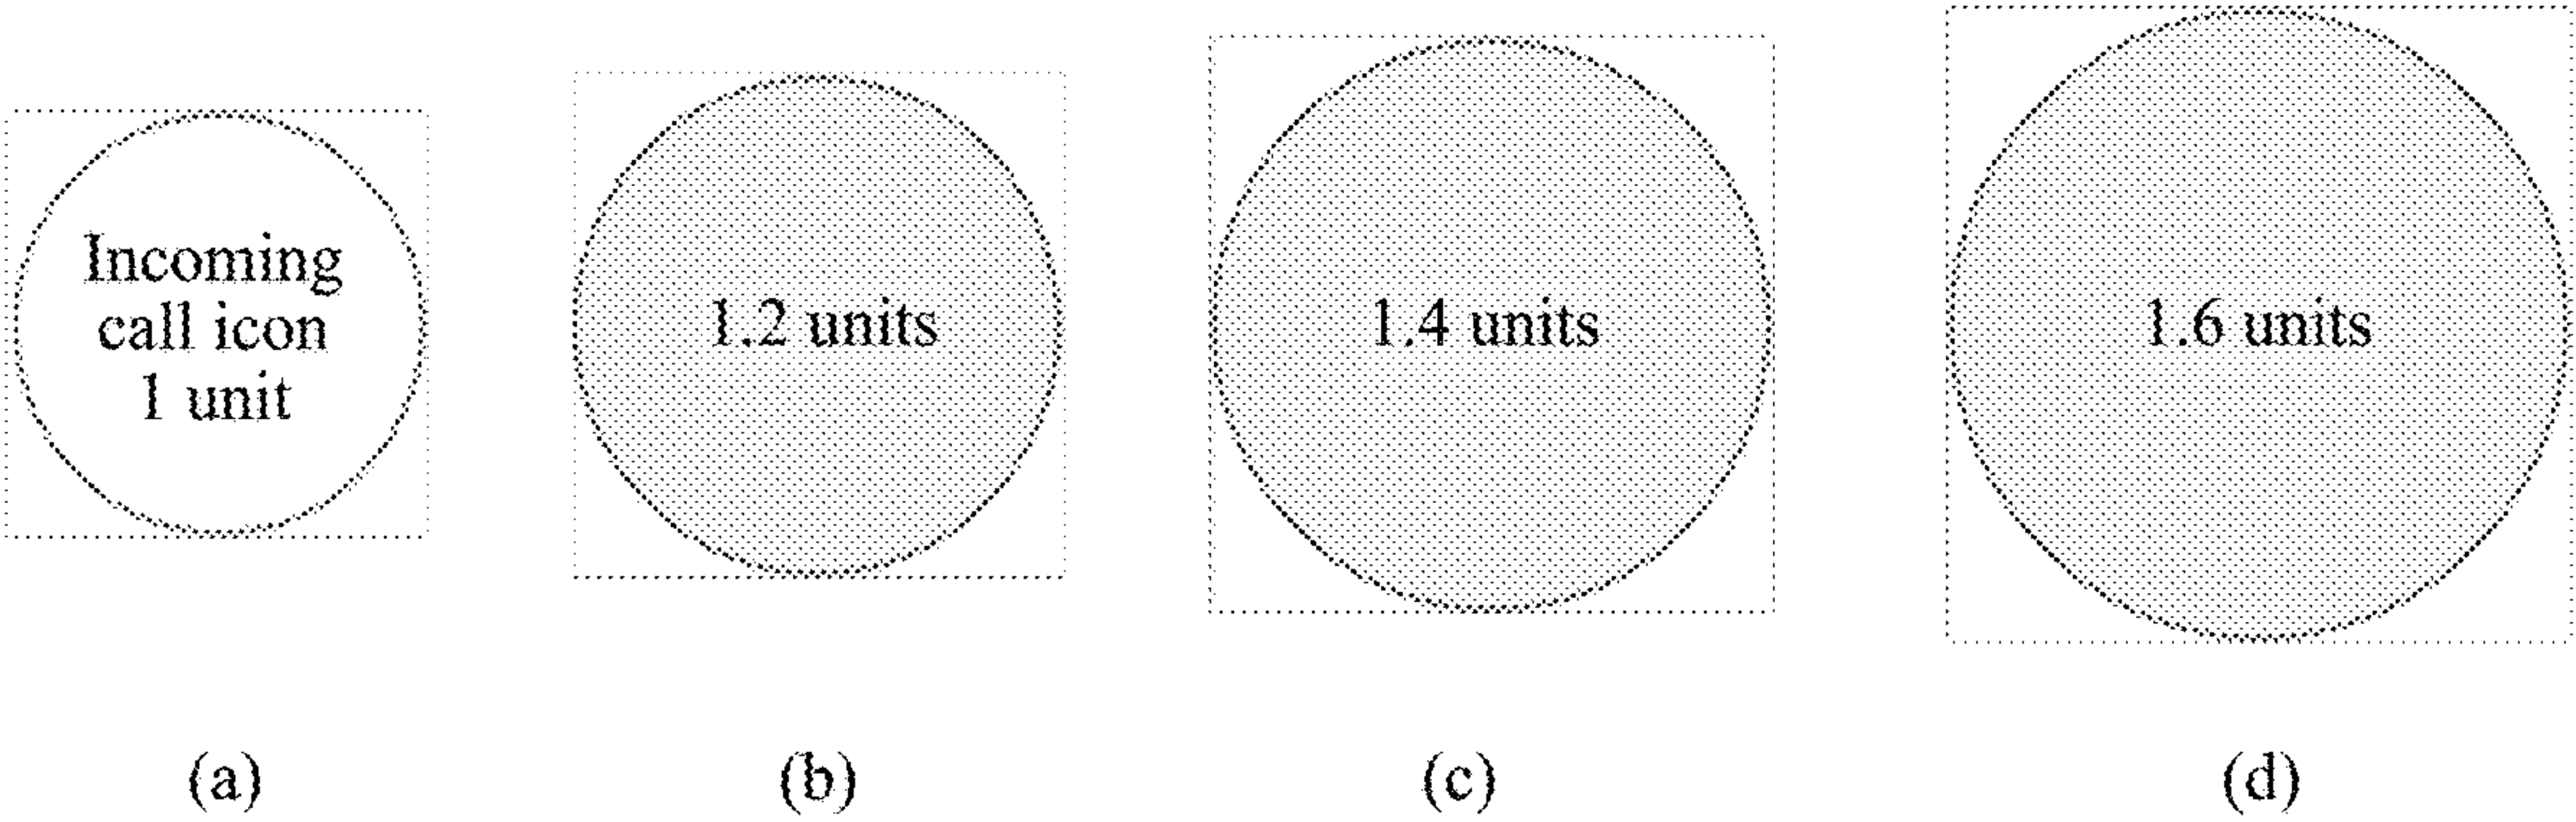 Incoming
call icon
1 unit
1.2 units
1.4 units
1.6 units
(a)
(b)
(c)
(d)